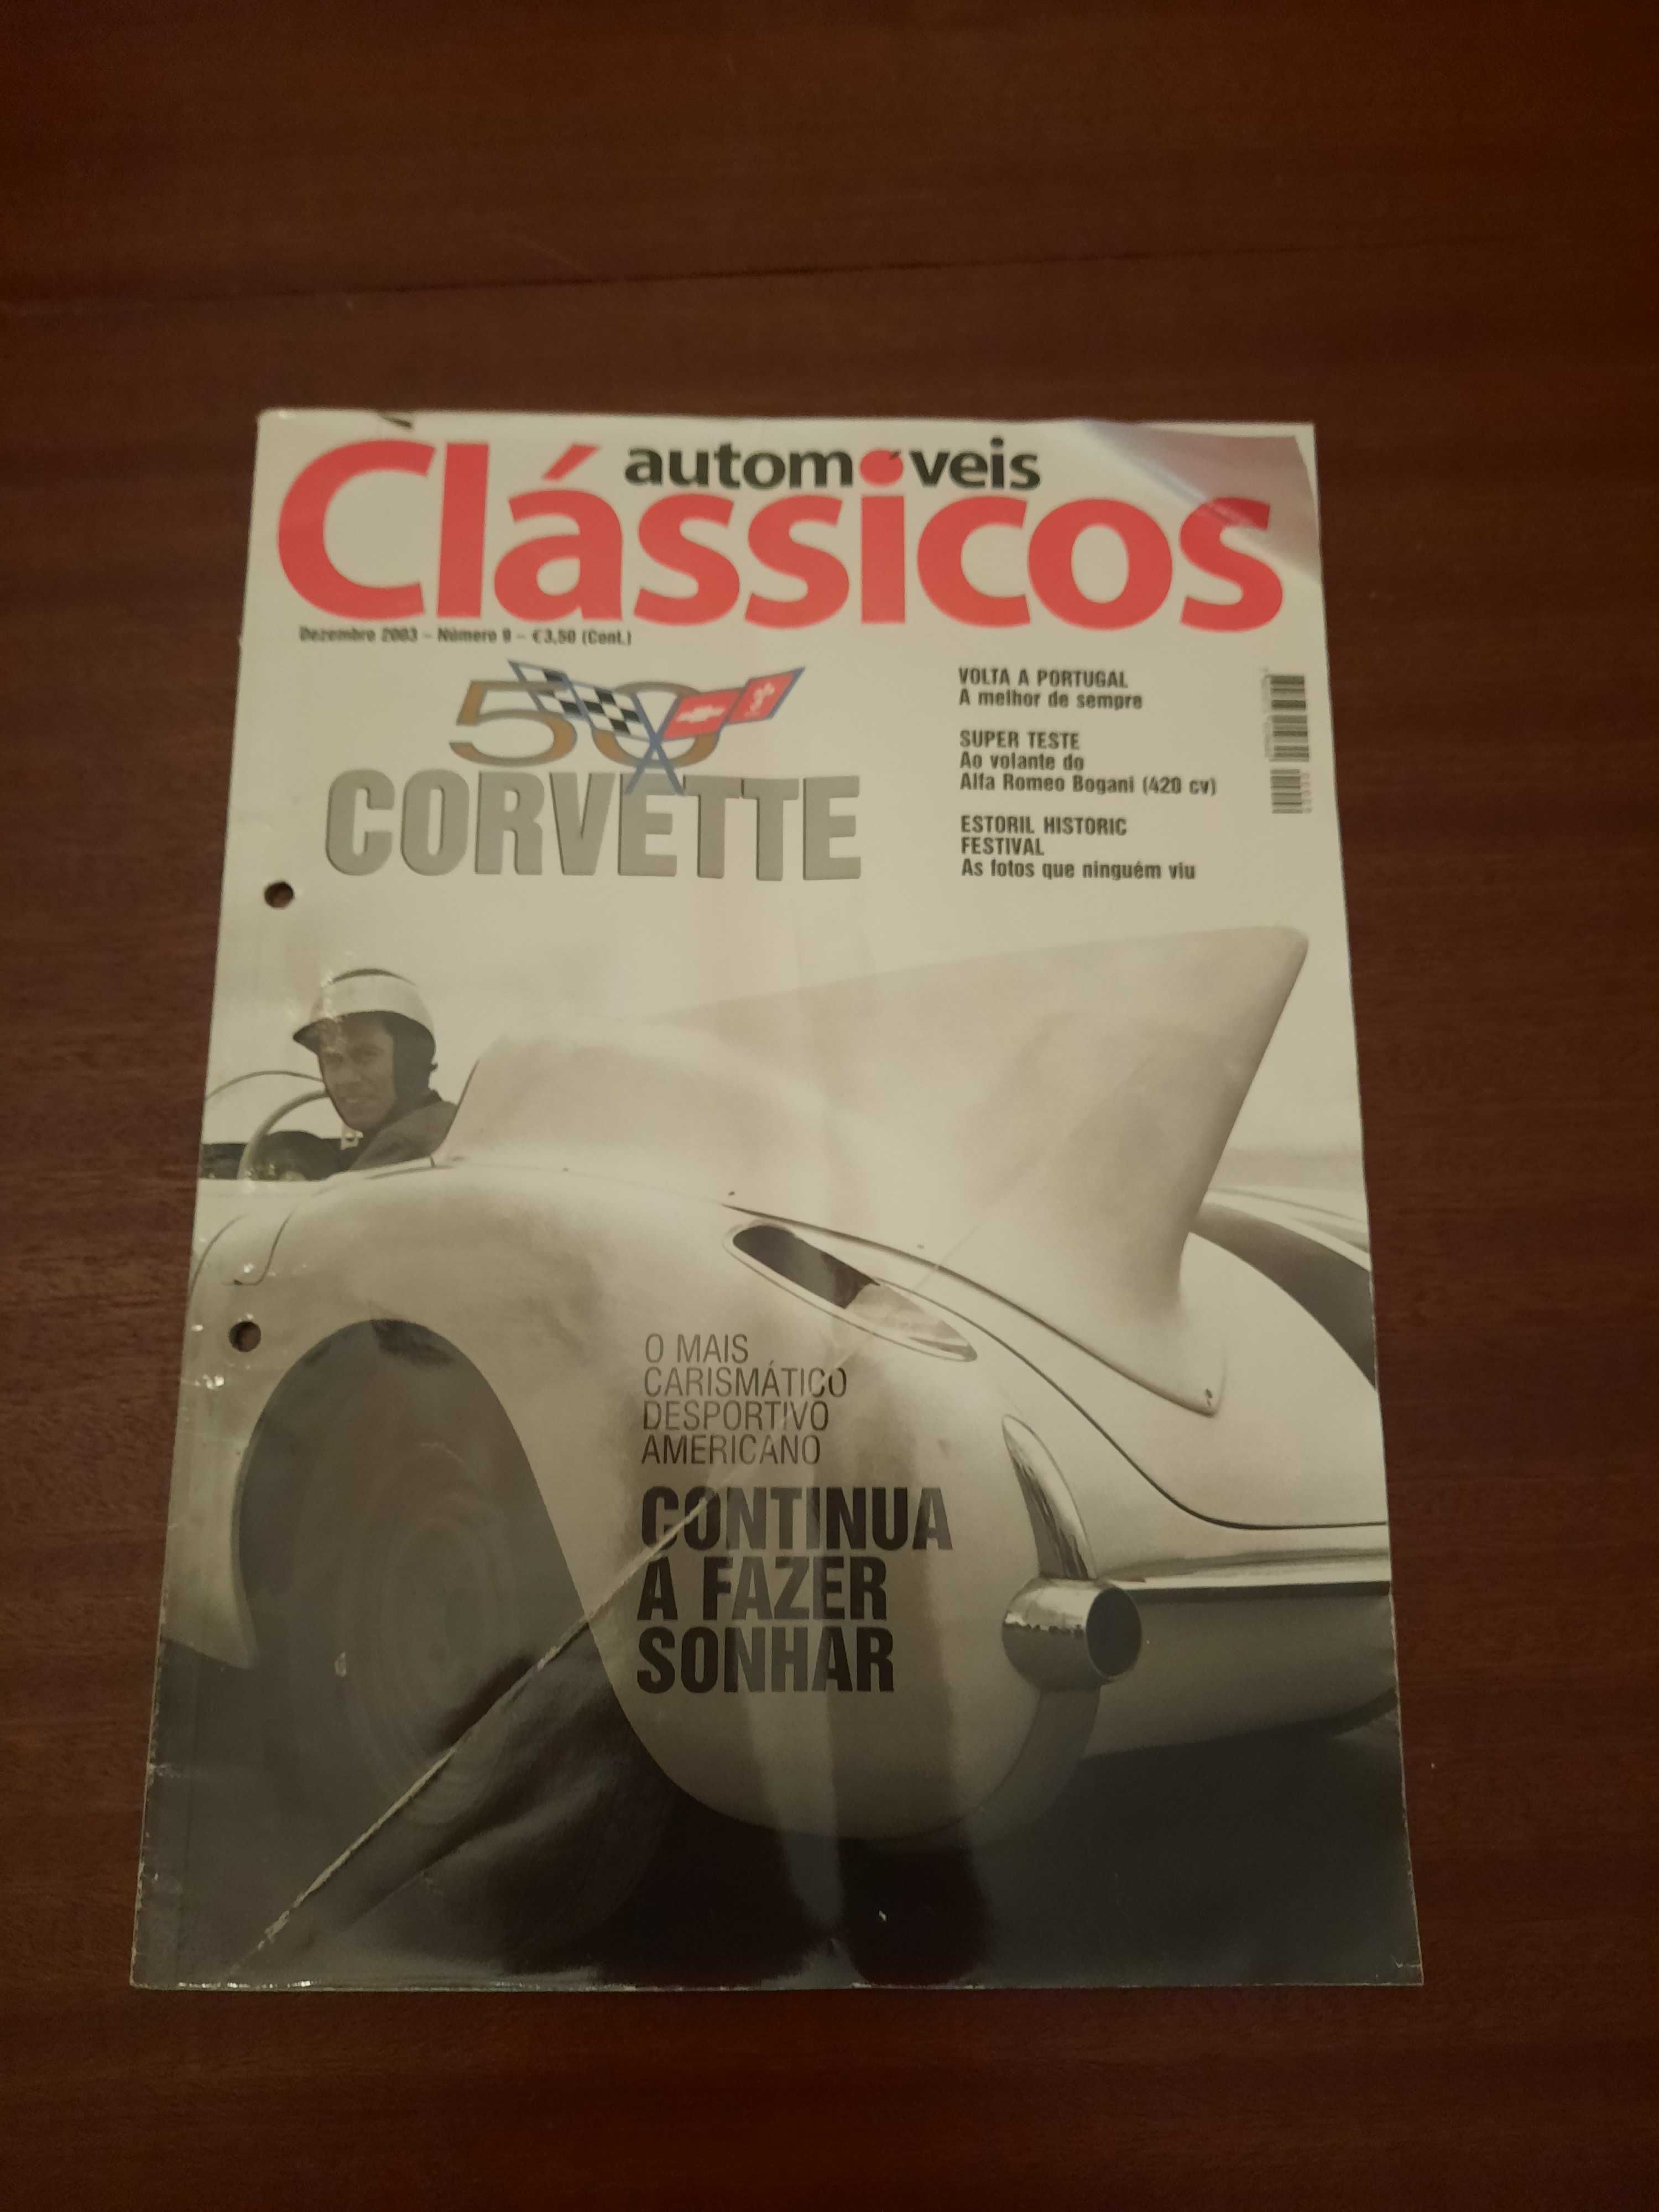 automóveis
Clássicos
Dezembro 2003 - Número 9 - €3,50 (Cont.)
50
CORVETTE
VOLTA A PORTUGAL
A melhor de sempre
SUPER TESTE
Ao volante do
Alfa Romeo Bogani (420 cv)
ESTORIL HISTORIC
FESTIVAL
As fotos que ninguém viu
O MAIS
CARISMÁTICO
DESPORTIVO
AMERICANO
CONTINUA
A FAZER
SONHAR